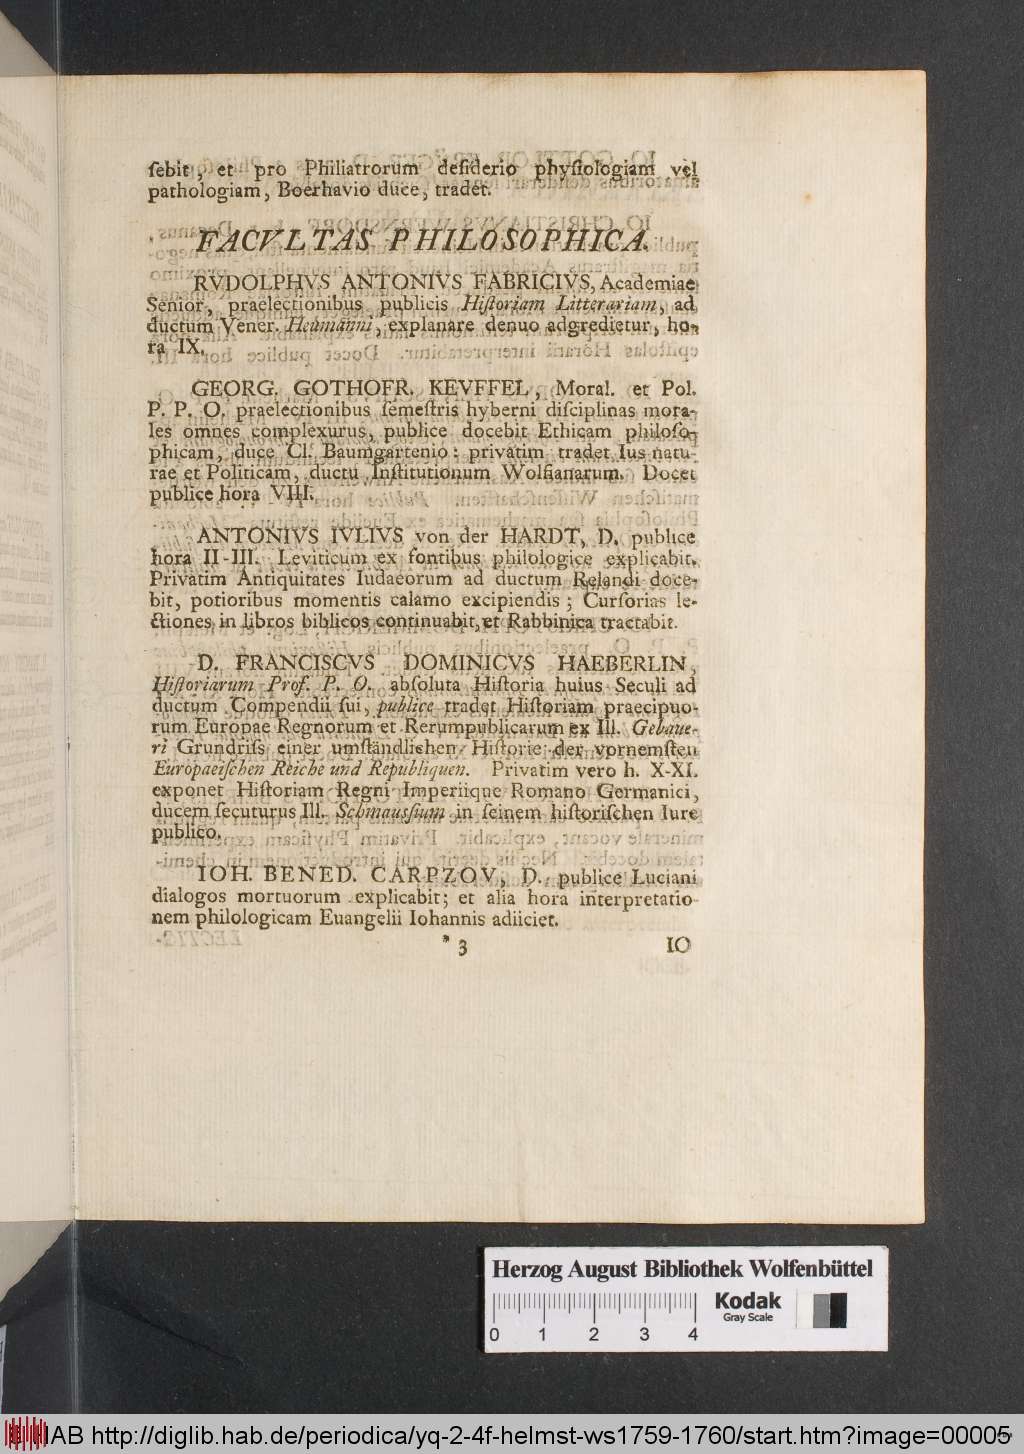 ſebit, et pro Philiatrorum deſiderio phyſiologiam vel
pathologiam, Boerhavio duce, tradet.
FACVLTAS PHILOSOPHICA.
RVDOLPHVS ANTONIVS FABRICIVS, Academiae
Senior, praelectionibus publicis Hiſtoriam Litterariam, ad
ductum Vener. Heumanni, explanare denuo adgredietur, ho-
ra IX.
GEORG. GOTHOFR. KEVFFEL, Moral. et Pol.
P. P. O. praelectionibus ſemeſtris hyberni diſciplinas mora-
les omnes complexurus, publice docebit Ethicam philoſo-
phicam, duce Cl. Baumgartenio: privatim tradet Ius natu-
rae et Politicam, ductu Inſtitutionum Wolfianarum. Docet
publice hora VIII.
ANTONIVS IVLIVS von der HARDT, D. publice
hora II-III. Leviticum ex fontibus philologice explicabit.
Privatim Antiquitates Iudaeorum ad ductum Relandi doce-
bit, potioribus momentis calamo excipiendis; Curſorias le-
ctiones in libros biblicos continuabit, et Rabbinica tractabit.
D. FRANCISCVS DOMINICVS HAEBERLIN,
Hiſtoriarum Prof. P. O. abſoluta Hiſtoria huius Seculi ad
ductum Compendii ſui, publice tradet Hiſtoriam praecipuo-
rum Europae Regnorum et Rerumpublicarum ex Ill. Gebaue-
ri Grundriſs einer umſtändlichen Hiſtorie der vornemſten
Europaeiſchen Reiche und Republiquen. Privatim vero h. X-XI.
exponet Hiſtoriam Regni Imperiique Romano Germanici,
ducem ſecuturus Ill. Schmauſſium in ſeinem hiſtoriſchen Iure
publico.
IOH. BENED. CARPZOV, D. publice Luciani
dialogos mortuorum explicabit; et alia hora interpretatio-
nem philologicam Euangelii Iohannis adiiciet.
* 3 IO
Herzog August Bibliothek Wolfenbüttel
Kodak
Gray Scale
0 1 2 3 4
HAB http://diglib.hab.de/periodica/yq-2-4f-helmst-ws1759-1760/start.htm?image=00005